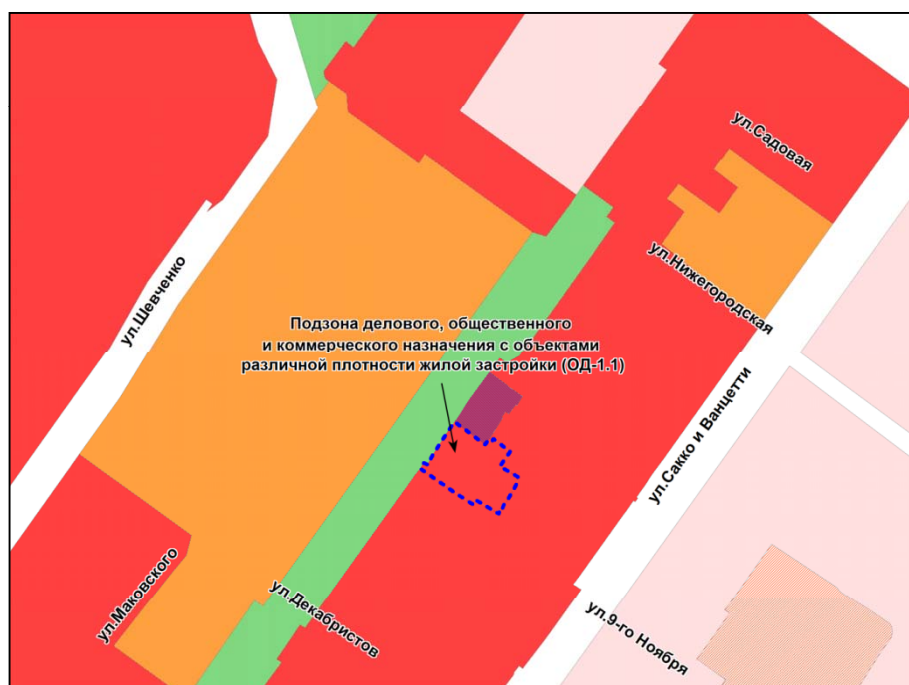 ул.Садовая
ул.Шевченко
ул.Нижегородская
Подзона делового, общественного
и коммерческого назначения с объектами
различной плотности жилой застройки (ОД-1.1)
ул.Сакко и Ванцетти
ул.Маковского
ул.Декабристов
ул.9-го Ноября